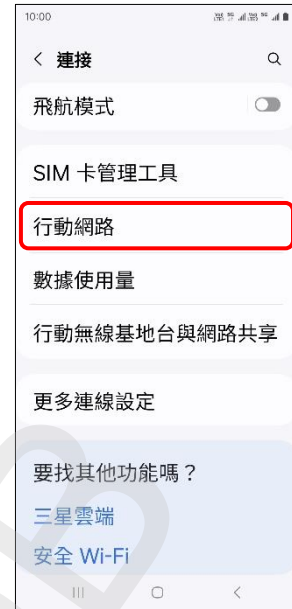 10:00
連接
飛航模式
SIM 卡管理工具
行動網路
數據使用量
行動無線基地台與網路共享
更多連線設定
要找其他功能嗎？
三星雲端
安全 Wi-Fi